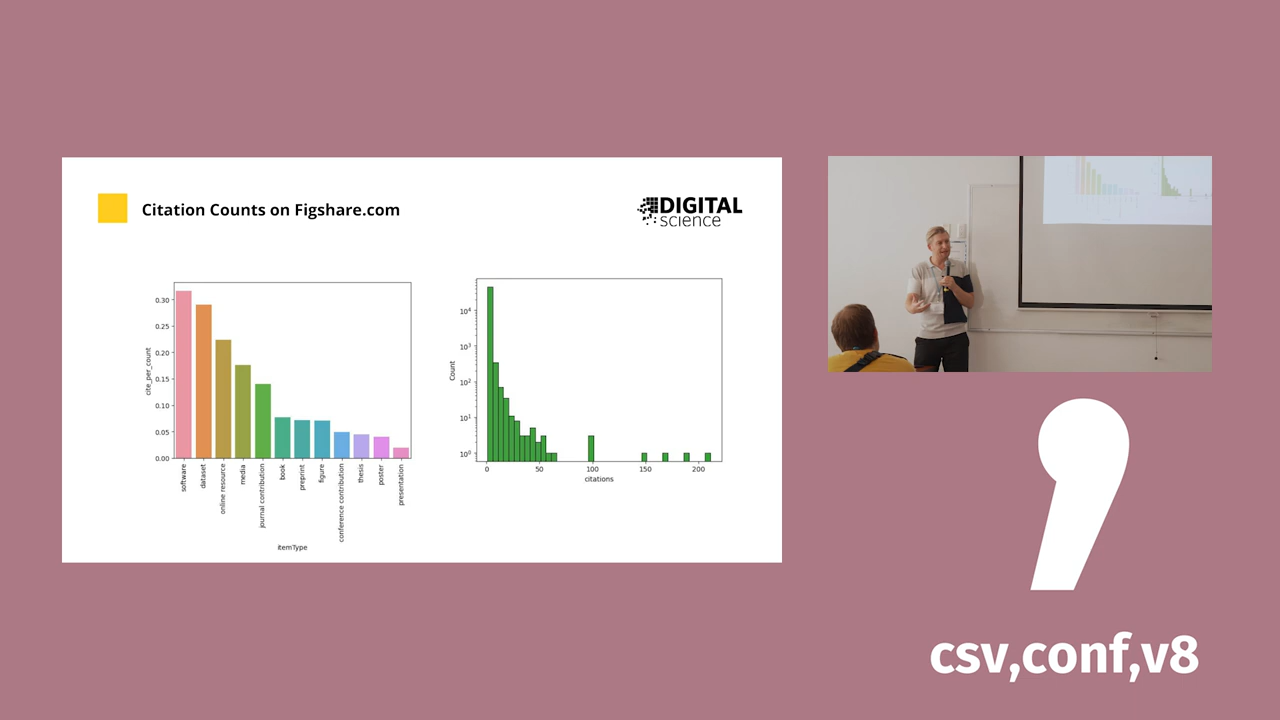 Citation Counts on Figshare.com
DIGITAL
science
0.30
0.25
0.20
0.15
0.10
0.05
0.00
cite_per_count
software
dataset
online resource
media
journal contribution
book
preprint
figure
conference contribution
thesis
poster
presentation
itemType
10⁴
10³
10²
10¹
10⁰
Count
0
50
100
150
200
citations
csv,conf,v8